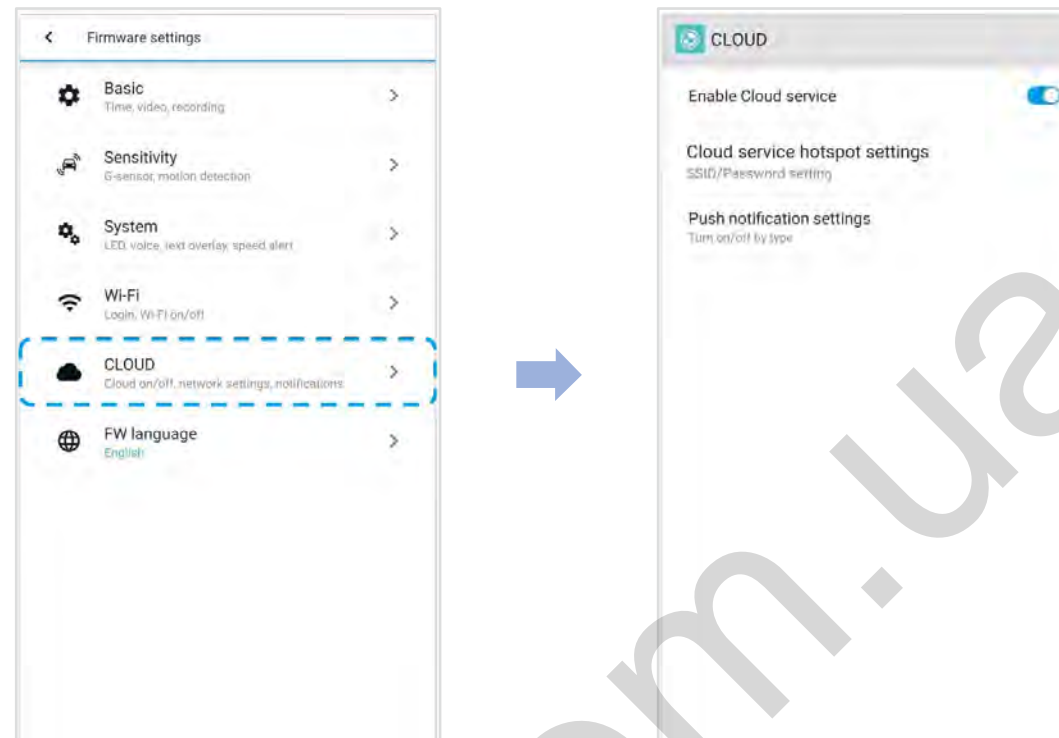 Firmware settings
Basic
Time, video, recording
Sensitivity
G-sensor, motion detection
System
LED, voice, text overlay, speed alert
Wi-Fi
Login, Wi-Fi on/off
CLOUD
Cloud on/off, network settings, notifications
FW language
English
CLOUD
Enable Cloud service
Cloud service hotspot settings
SSID/Password setting
Push notification settings
Turn on/off by type
om.ua